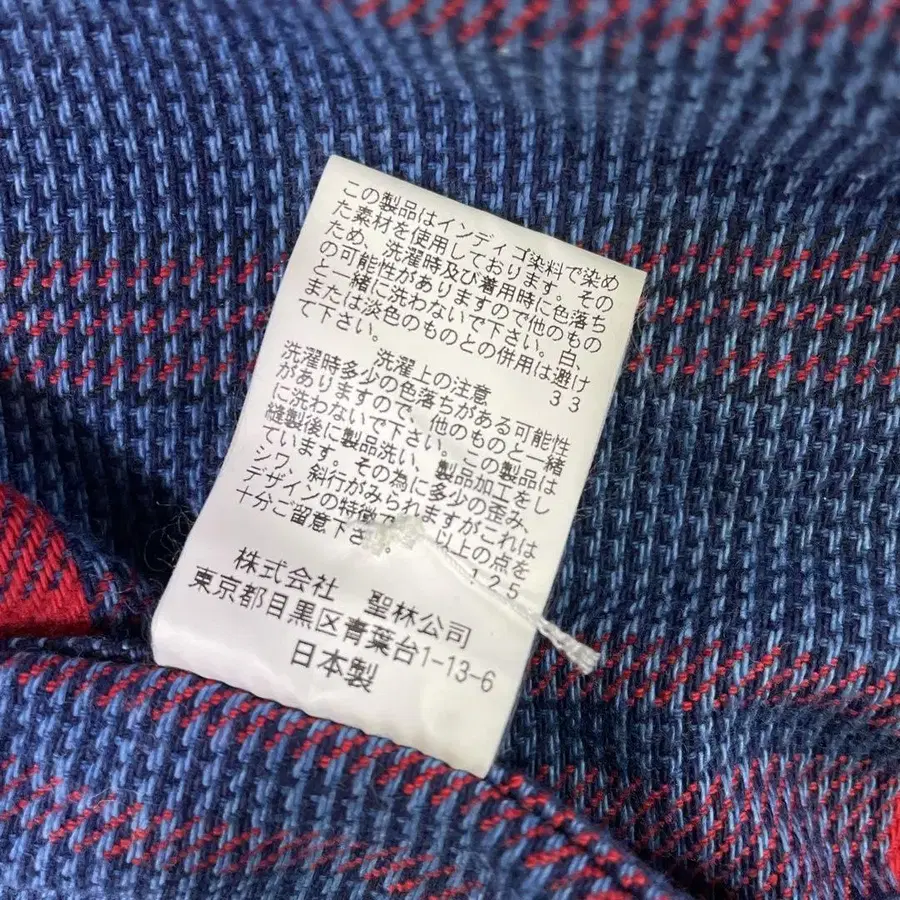 この製品はインディゴ染料で染め
た素材を使用しております。その
ため、洗濯時及び着用時に色落ち
の可能性がありますので他のもの
と一緒に洗わないで下さい。白、
または淡色のものとの併用は避け
て下さい。 33
洗濯上の注意
洗濯時多少の色落ちがある可能性
がありますので、他のものと一緒
に洗わないで下さい。この製品は
縫製後に製品洗い、製品加工をし
ています。その為に多少の歪み、
シワ、斜行がみられますがこれは
デザインの特徴です。以上の点を
十分ご留意下さい。 125
株式会社 聖林公司
東京都目黒区青葉台1-13-6
日本製